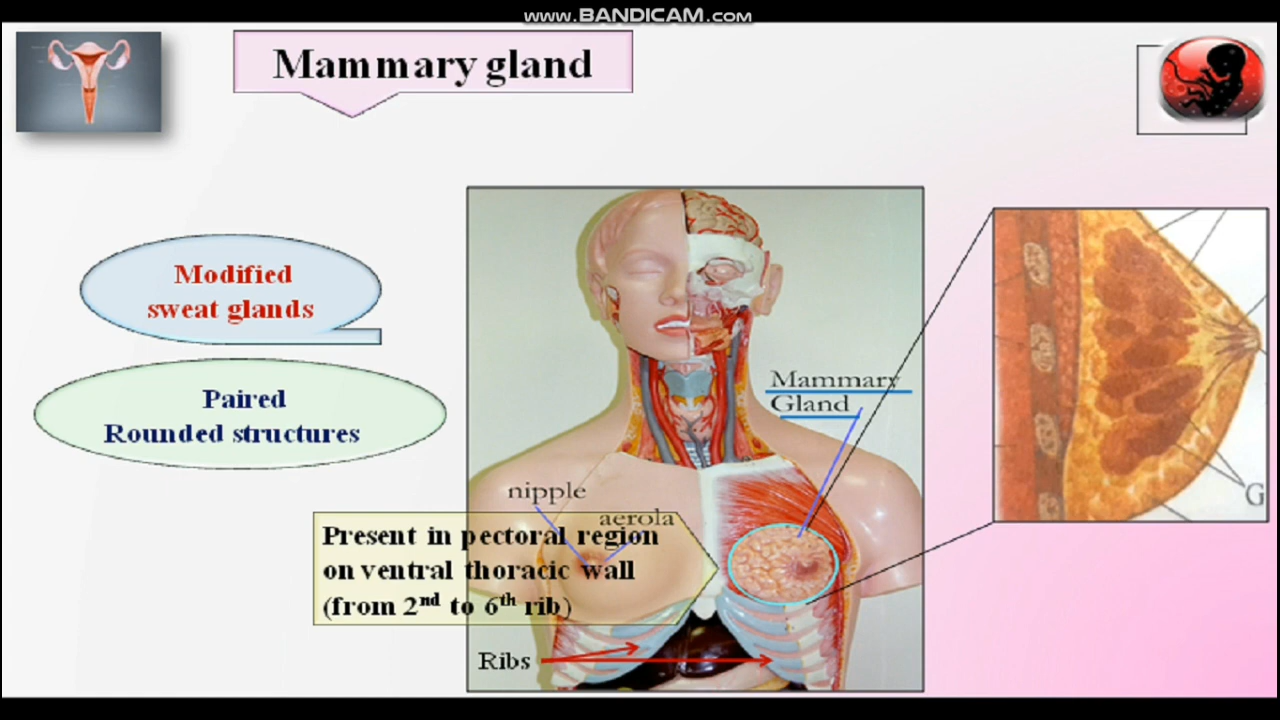 www.BANDICAM.com
Mammary gland
Modified
sweat glands
Paired
Rounded structures
Mammary
Gland
nipple
aerola
Present in pectoral region
on ventral thoracic wall
(from 2nd to 6th rib)
Ribs
G